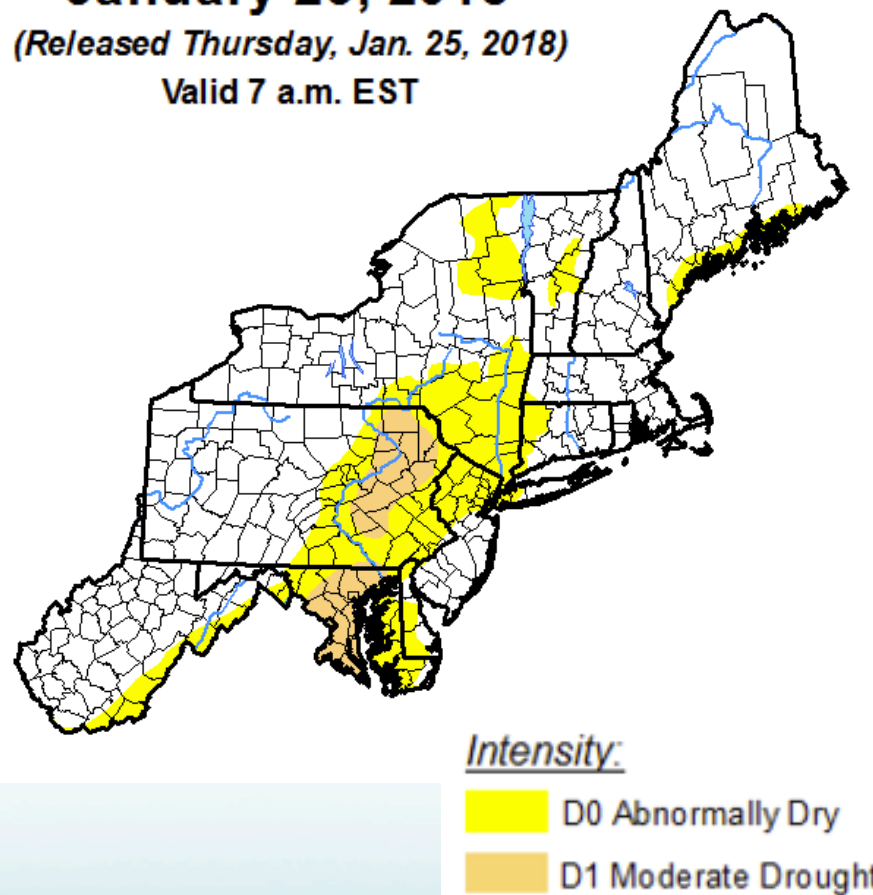 (Released Thursday, Jan. 25, 2018)
Valid 7 a.m. EST
Intensity:
D0 Abnormally Dry
D1 Moderate Drought